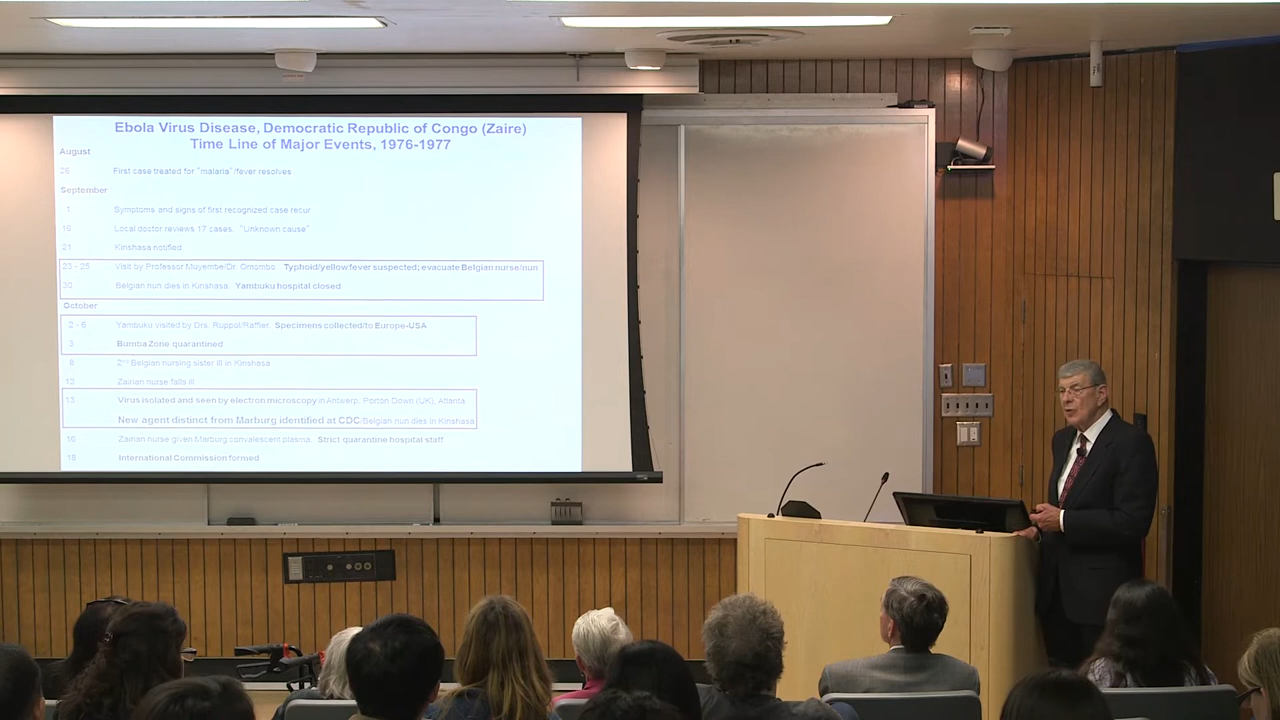 Ebola Virus Disease, Democratic Republic of Congo (Zaire)
Time Line of Major Events, 1976-1977
August
26 First case treated for "malaria"/fever resolves
September
1 Symptoms and signs of first recognized case recur
16 Local doctor reviews 17 cases. "Unknown cause"
21 Kinshasa notified
23 - 25 Visit by Professor Muyembe/Dr. Omombo. Typhoid/yellow fever suspected; evacuate Belgian nurse/nun
30 Belgian nun dies in Kinshasa. Yambuku hospital closed
October
2 - 6 Yambuku visited by Drs. Ruppol/Raffier. Specimens collected/to Europe-USA
3 Bumba Zone quarantined
8 2nd Belgian nursing sister ill in Kinshasa
12 Zairian nurse falls ill
13 Virus isolated and seen by electron microscopy in Antwerp, Porton Down (UK), Atlanta
New agent distinct from Marburg identified at CDC/Belgian nun dies in Kinshasa
16 Zairian nurse given Marburg convalescent plasma. Strict quarantine hospital staff
18 International Commission formed